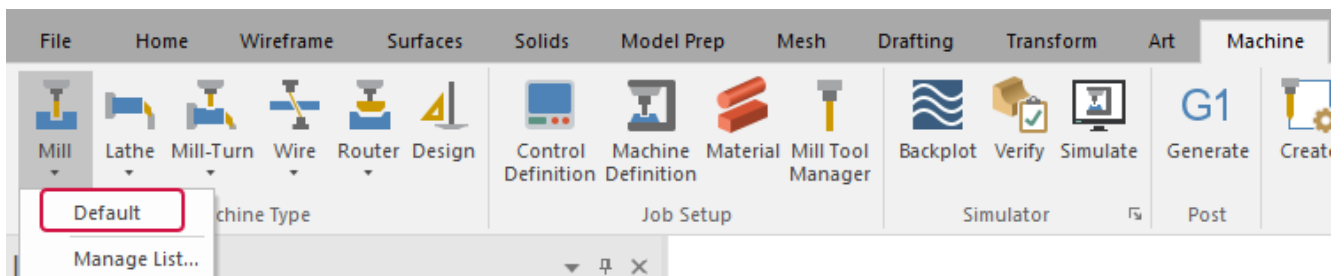 File Home Wireframe Surfaces Solids Model Prep Mesh Drafting Transform Art Machine
Mill Lathe Mill-Turn Wire Router Design Control Definition Machine Definition Material Mill Tool Manager Backplot Verify Simulate G1 Generate Create
chine Type Job Setup Simulator Post
Default
Manage List...